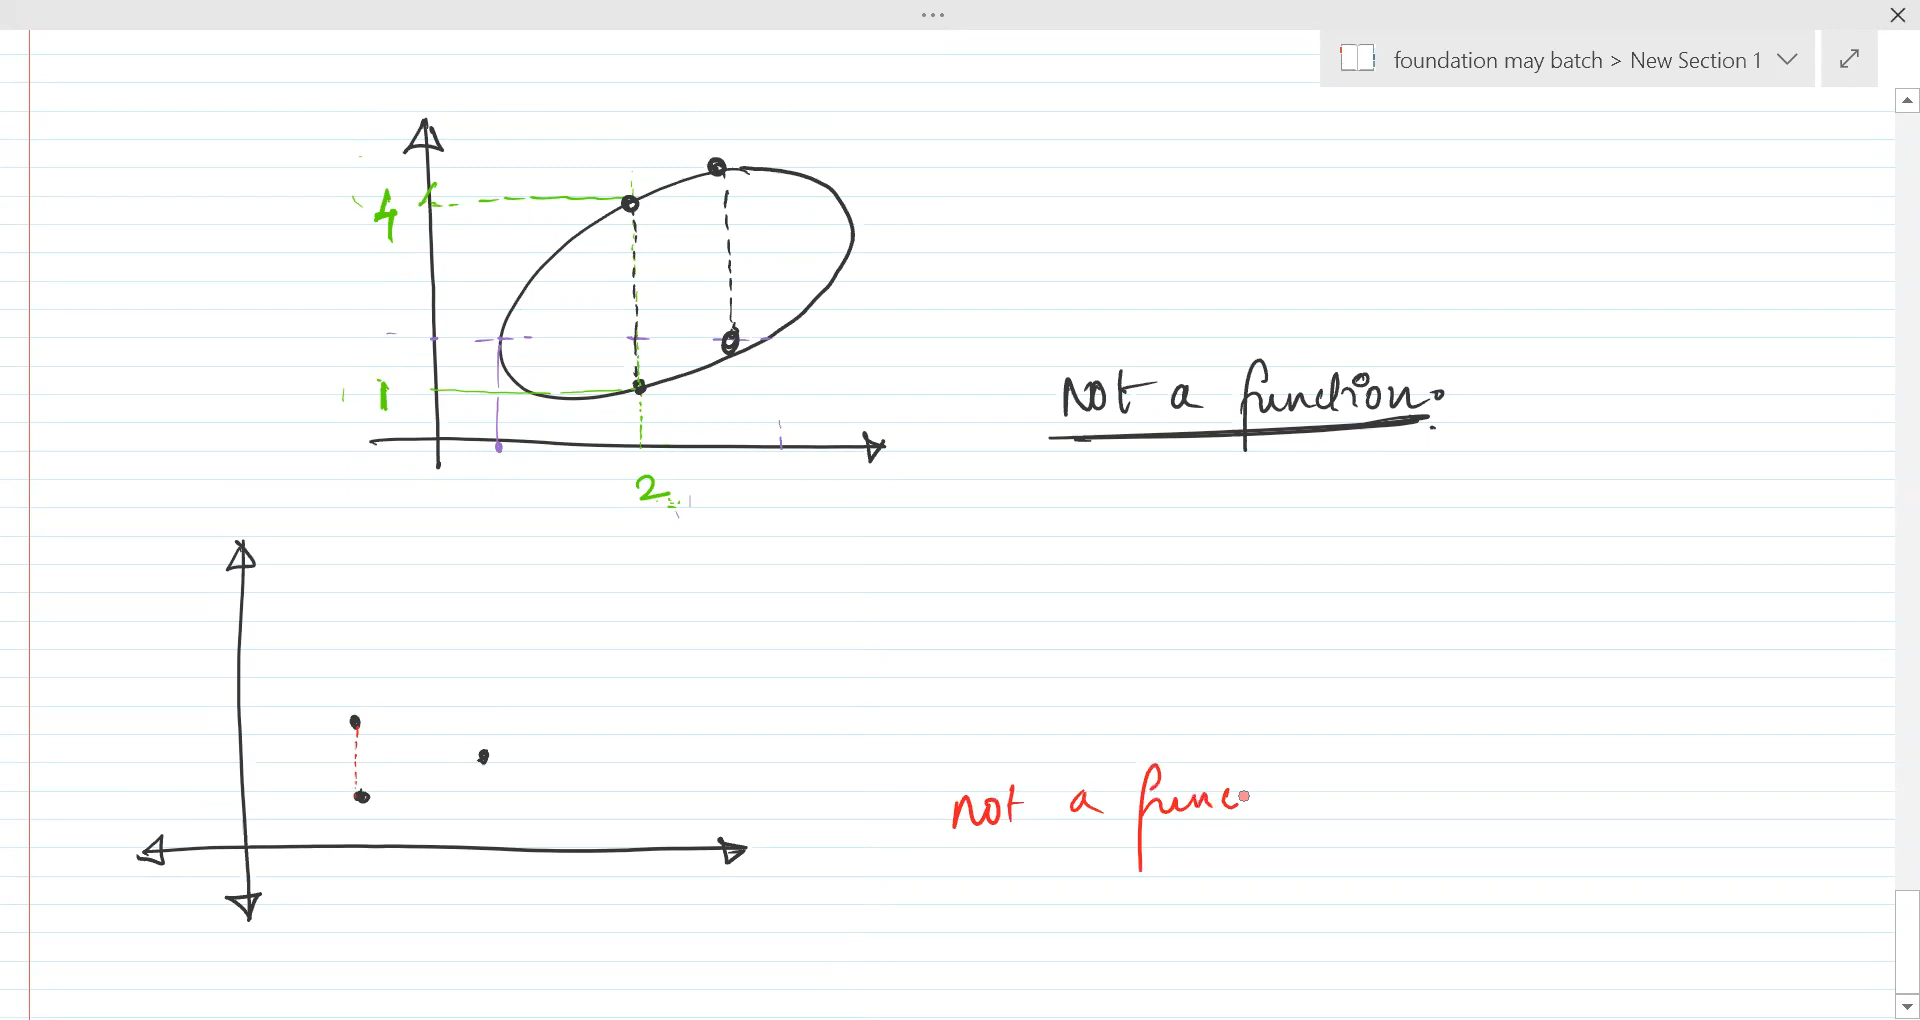 foundation may batch > New Section 1
4
1
Not a function.
2
not a func